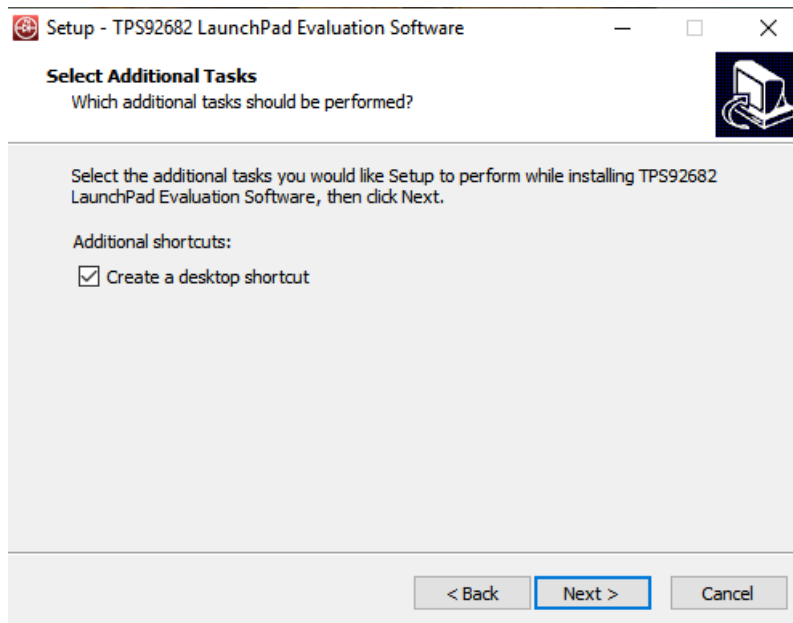 Setup - TPS92682 LaunchPad Evaluation Software
Select Additional Tasks
Which additional tasks should be performed?
Select the additional tasks you would like Setup to perform while installing TPS92682
LaunchPad Evaluation Software, then click Next.
Additional shortcuts:
Create a desktop shortcut
< Back Next > Cancel